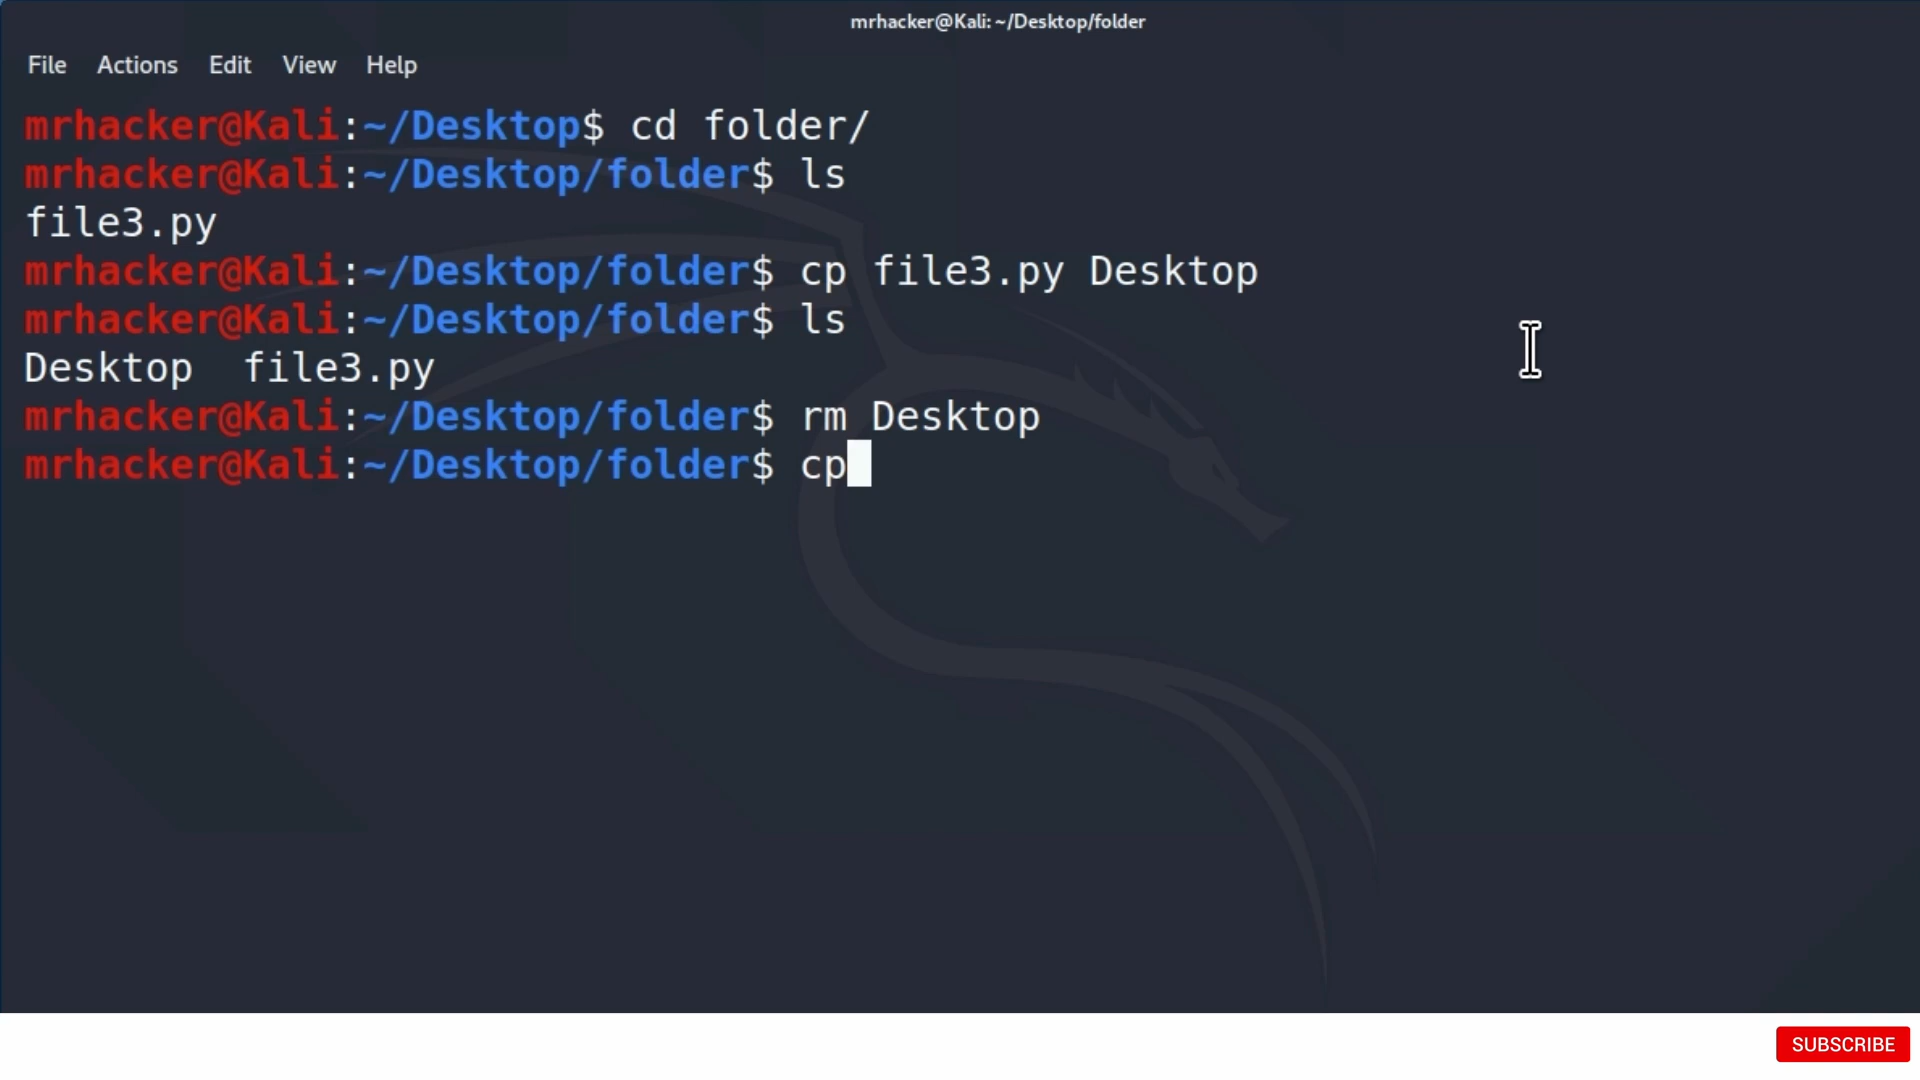 mrhacker@Kali: ~/Desktop/folder
File Actions Edit View Help
mrhacker@Kali:~/Desktop$ cd folder/
mrhacker@Kali:~/Desktop/folder$ ls
file3.py
mrhacker@Kali:~/Desktop/folder$ cp file3.py Desktop
mrhacker@Kali:~/Desktop/folder$ ls
Desktop  file3.py
mrhacker@Kali:~/Desktop/folder$ rm Desktop
mrhacker@Kali:~/Desktop/folder$ cp
SUBSCRIBE